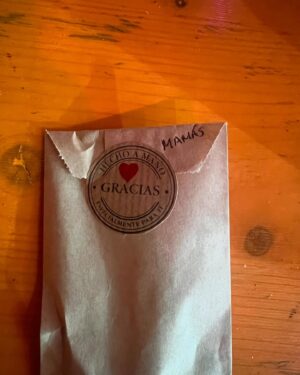 MAMÁS
HECHO A MANO
GRACIAS
ESPECIALMENTE PARA TI